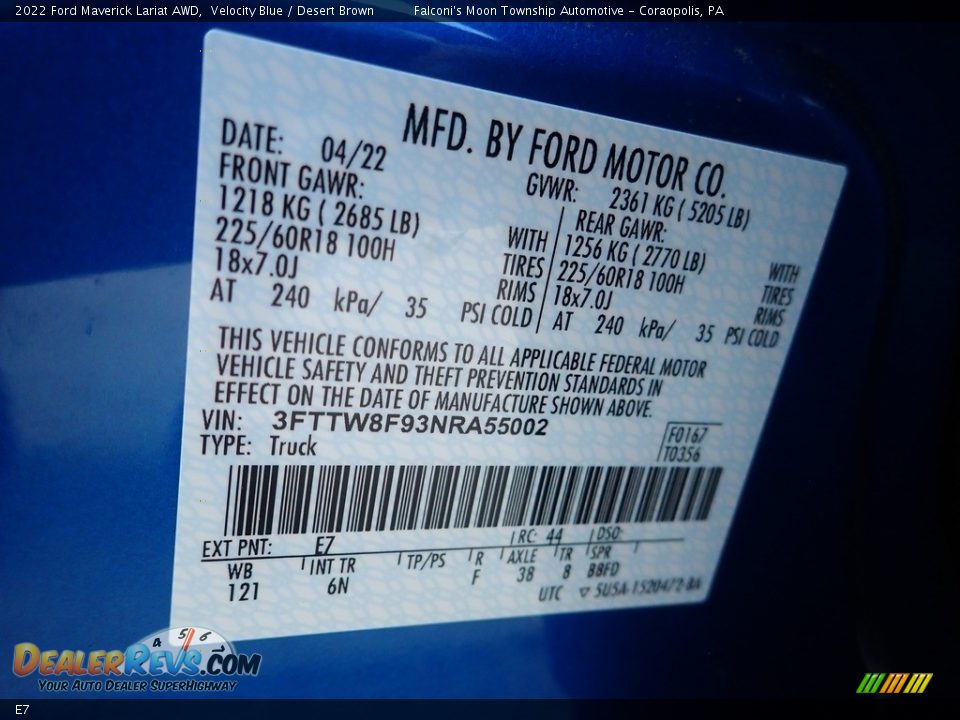 2022 Ford Maverick Lariat AWD, Velocity Blue / Desert Brown Falconi's Moon Township Automotive - Coraopolis, PA
MFD. BY FORD MOTOR CO.
DATE: 04/22 GVWR: 2361 KG ( 5205 LB)
FRONT GAWR: REAR GAWR:
1218 KG ( 2685 LB) WITH 1256 KG ( 2770 LB) WITH
225/60R18 100H TIRES 225/60R18 100H TIRES
18x7.0J RIMS 18x7.0J RIMS
AT 240 kPa/ 35 PSI COLD AT 240 kPa/ 35 PSI COLD
THIS VEHICLE CONFORMS TO ALL APPLICABLE FEDERAL MOTOR
VEHICLE SAFETY AND THEFT PREVENTION STANDARDS IN
EFFECT ON THE DATE OF MANUFACTURE SHOWN ABOVE.
VIN: 3FTTW8F93NRA55002 F0167
TYPE: Truck T0356
EXT PNT: E7 RC: 44 DSO:
WB INT TR TP/PS R AXLE TR SPR
121 6N F 38 8 B8FD
UTC
4 5 6
DealerRevs.com
Your Auto Dealer SuperHighway
E7